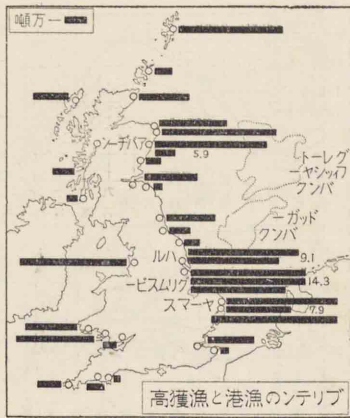 一万噸
アバヂーン
5.9
グレート
フィッシヤー
バンク
ドッガー
バンク
ハル
9.1
グリムスビー
14.3
ヤーマス
7.9
ブリテンの漁港と漁獲高